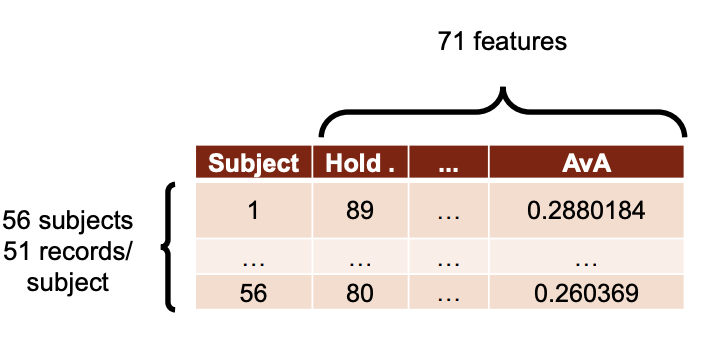 71 features
Subject Hold . ... AvA
1 89 ... 0.2880184
... ... ... ...
56 80 ... 0.260369
56 subjects
51 records/
subject